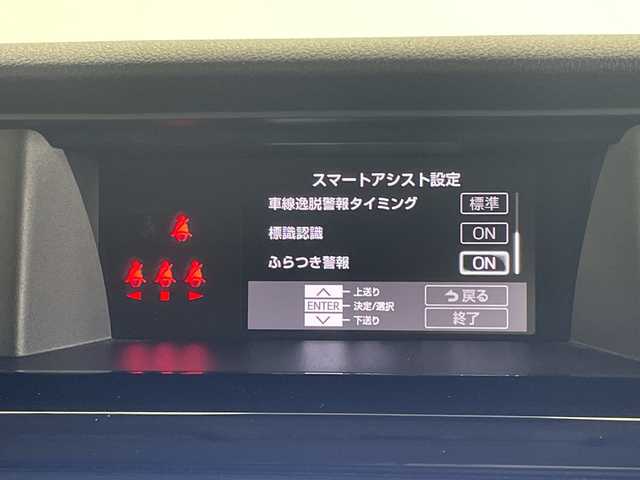 スマートアシスト設定
車線逸脱警報タイミング 標準
標識認識 ON
ふらつき警報 ON
上送り
ENTER 決定/選択
下送り
戻る
終了